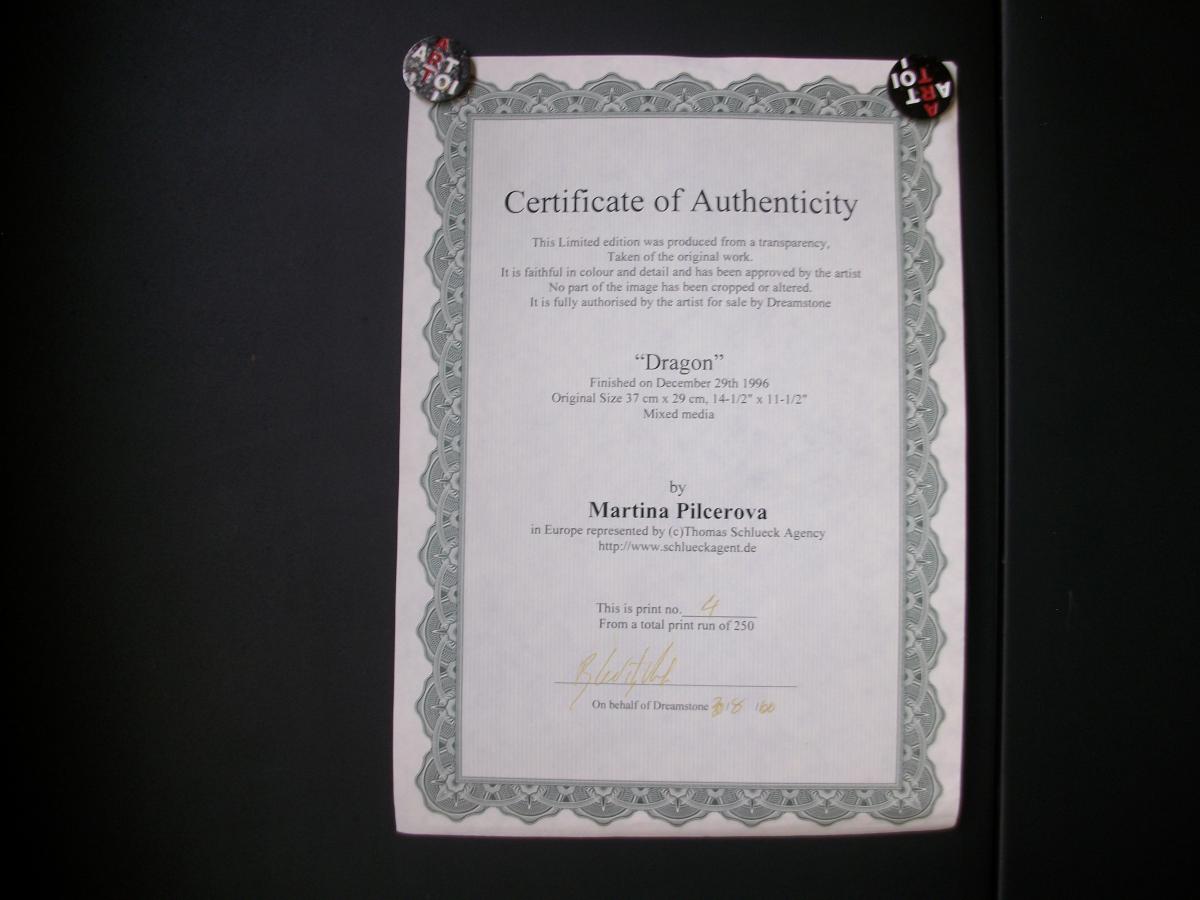 Certificate of Authenticity
This Limited edition was produced from a transparency,
Taken of the original work.
It is faithful in colour and detail and has been approved by the artist
No part of the image has been cropped or altered.
It is fully authorised by the artist for sale by Dreamstone
“Dragon”
Finished on December 29th 1996
Original Size 37 cm x 29 cm, 14-1/2" x 11-1/2"
Mixed media
by
Martina Pilcerova
in Europe represented by (c)Thomas Schlueck Agency
http://www.schlueckagent.de
This is print no. 4
From a total print run of 250
On behalf of Dreamstone